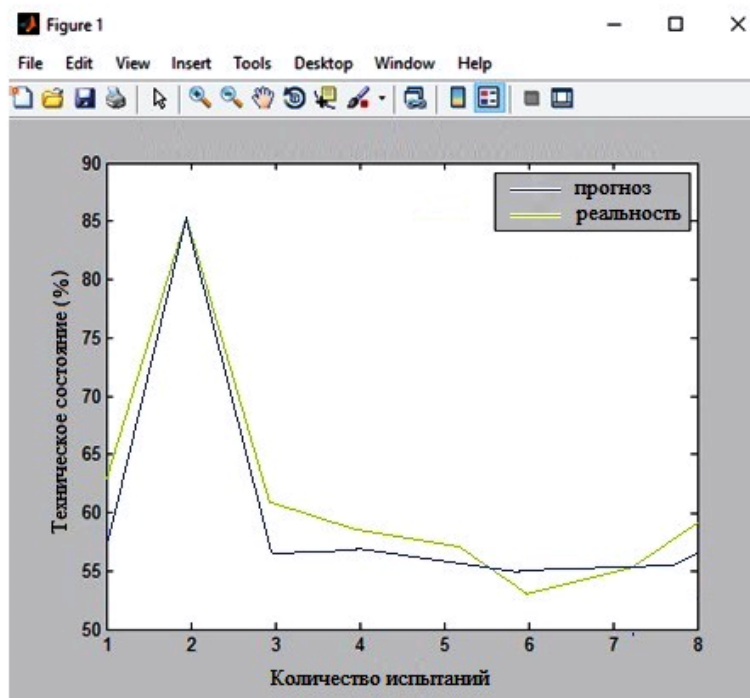 Figure 1
File Edit View Insert Tools Desktop Window Help
90
85
80
75
70
65
60
55
50
Техническое состояние (%)
прогноз
реальность
1 2 3 4 5 6 7 8
Количество испытаний